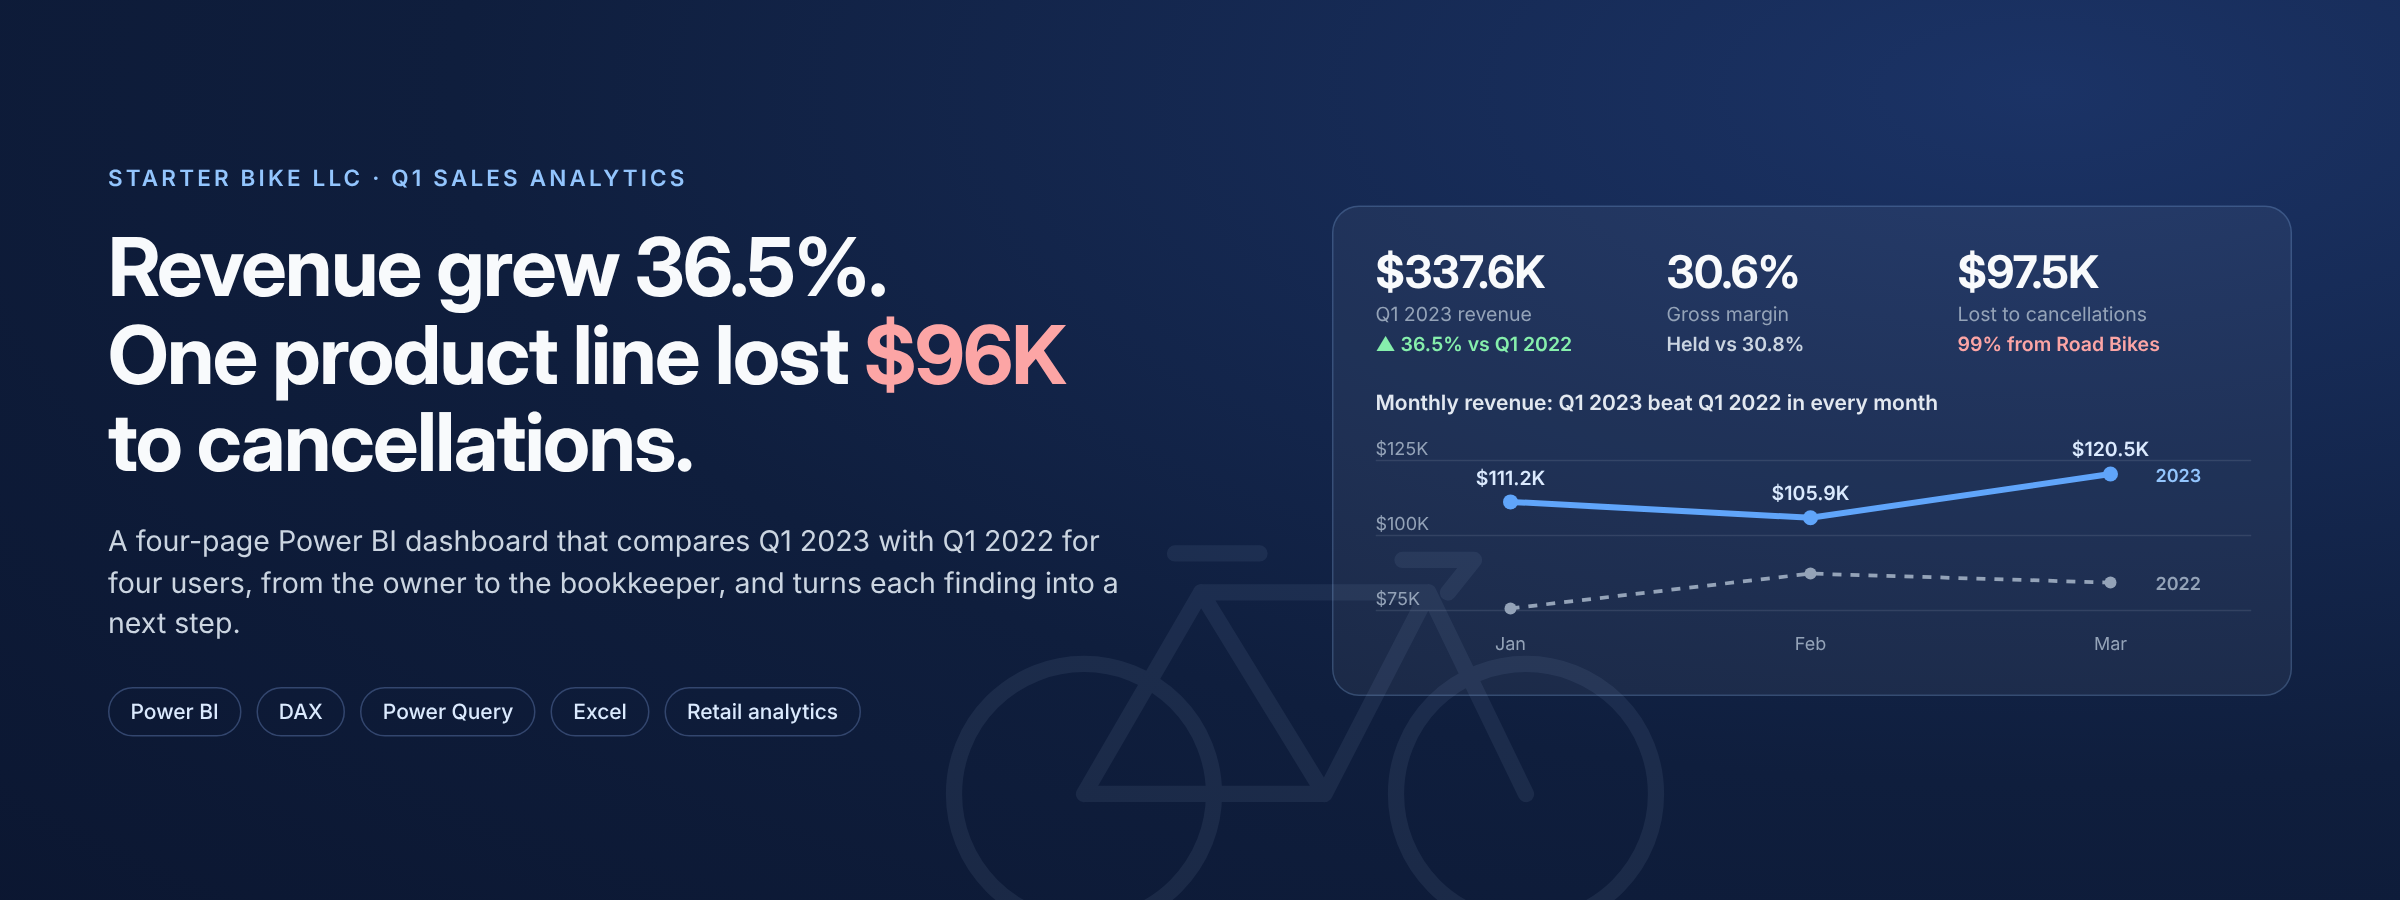 STARTER BIKE LLC · Q1 SALES ANALYTICS
Revenue grew 36.5%.
One product line lost $96K
to cancellations.
A four-page Power BI dashboard that compares Q1 2023 with Q1 2022 for
four users, from the owner to the bookkeeper, and turns each finding into a
next step.
Power BI
DAX
Power Query
Excel
Retail analytics
$337.6K
Q1 2023 revenue
▲ 36.5% vs Q1 2022
30.6%
Gross margin
Held vs 30.8%
$97.5K
Lost to cancellations
99% from Road Bikes
Monthly revenue: Q1 2023 beat Q1 2022 in every month
$125K
$100K
$75K
$111.2K
$105.9K
$120.5K
2023
2022
Jan
Feb
Mar